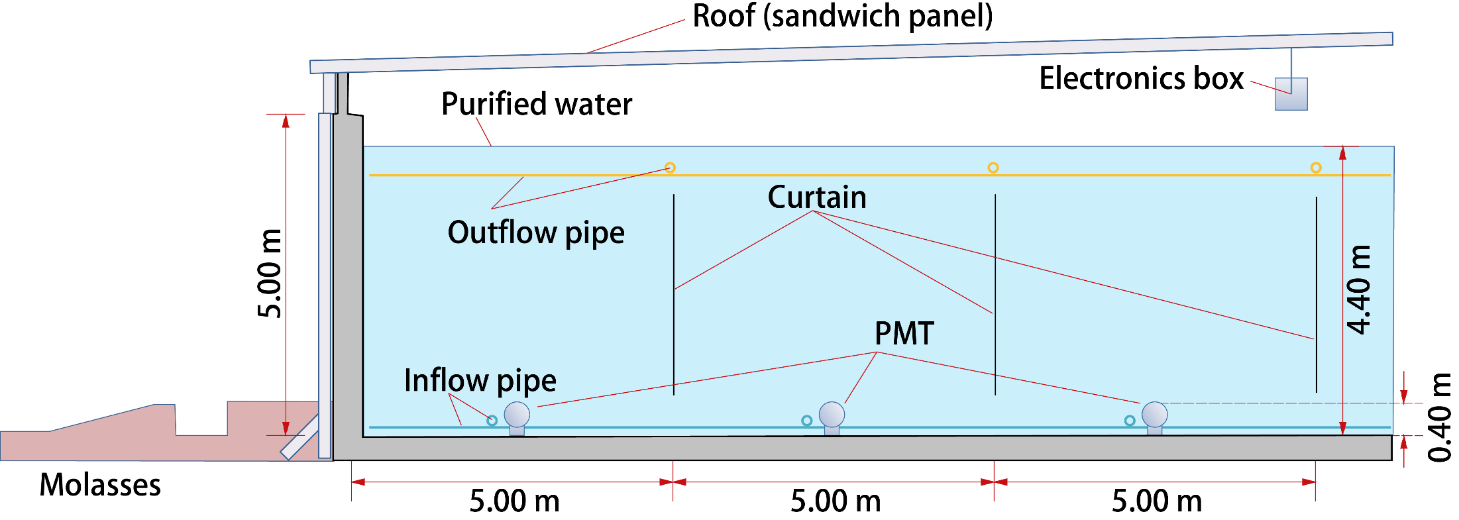 Roof (sandwich panel)
Electronics box
Purified water
Curtain
Outflow pipe
5.00 m
4.40 m
PMT
Inflow pipe
0.40 m
Molasses
5.00 m
5.00 m
5.00 m